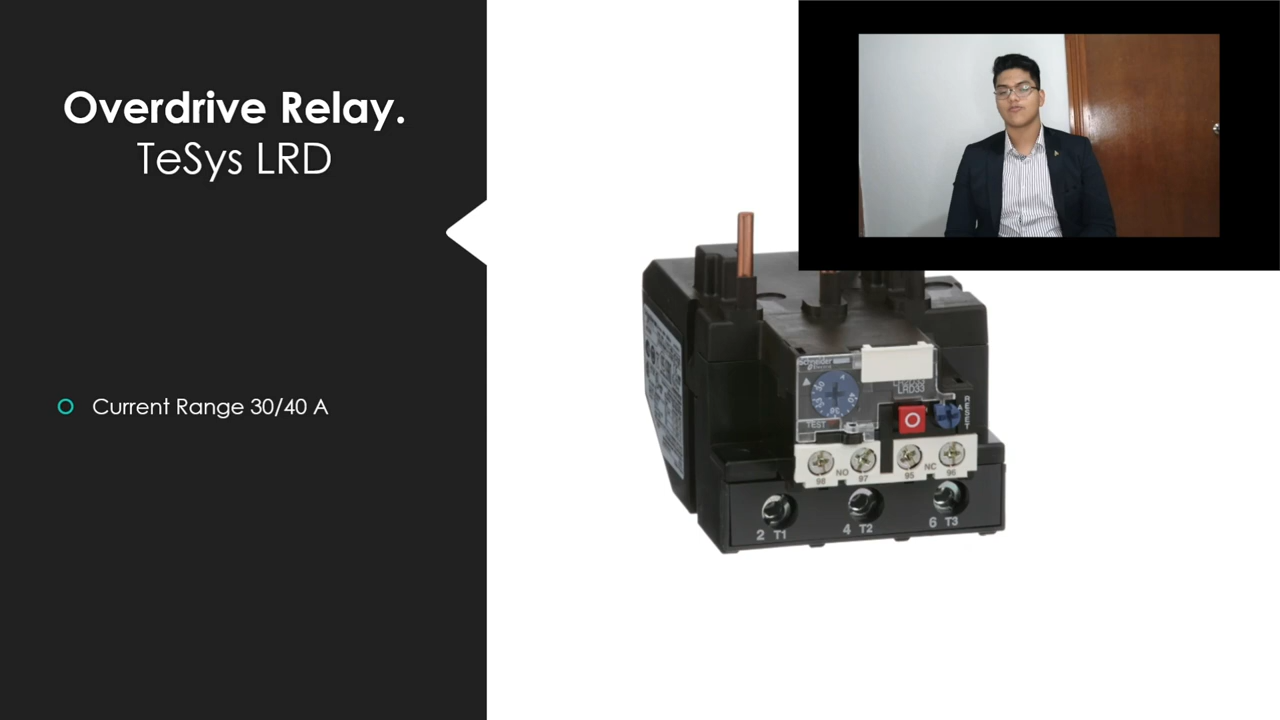 Overdrive Relay.
TeSys LRD
Current Range 30/40 A
Schneider
Electric
LRD33
TEST
RESET
98 NO 97 95 NC 96
2 T1 4 T2 6 T3